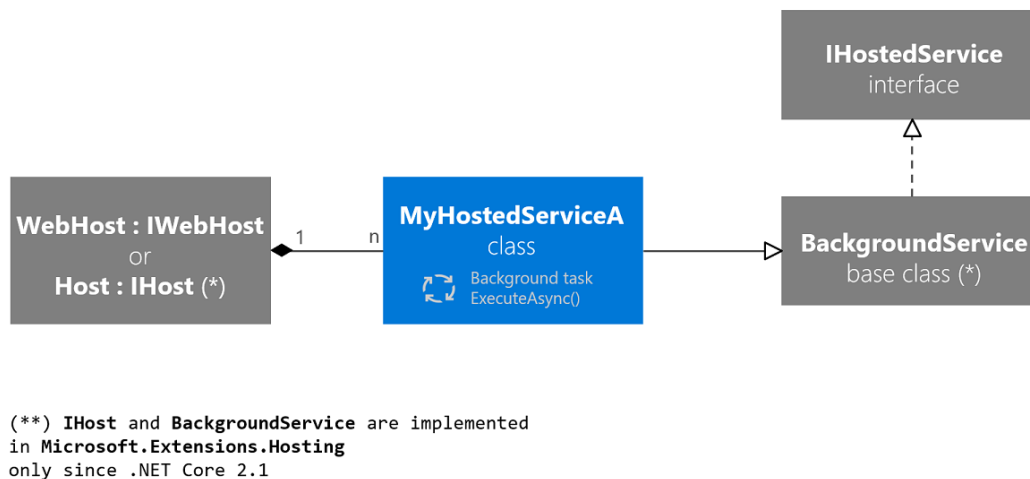 IHostedService
interface
WebHost : IWebHost
or
Host : IHost (*)
1
n
MyHostedServiceA
class
Background task
ExecuteAsync()
BackgroundService
base class (*)
(**) IHost and BackgroundService are implemented
in Microsoft.Extensions.Hosting
only since .NET Core 2.1